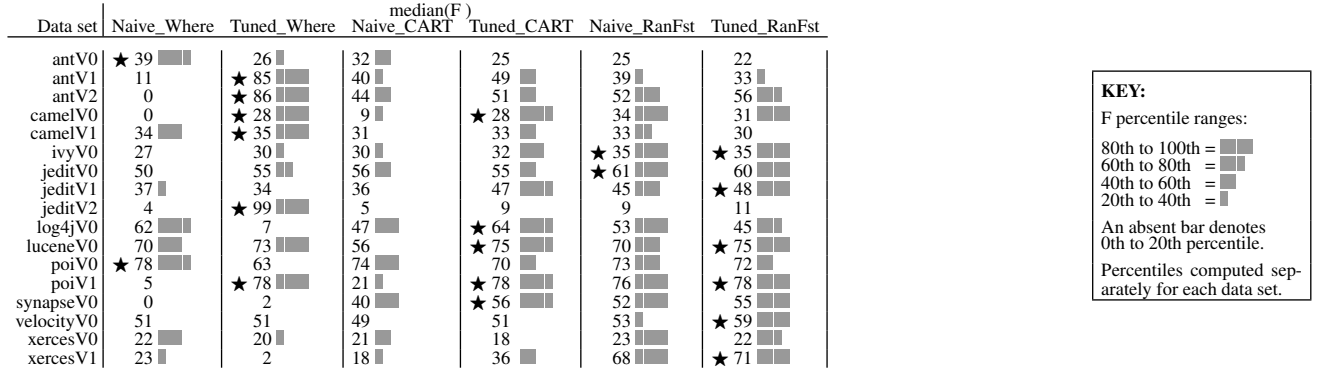 median(F )
Data set Naive_Where Tuned_Where Naive_CART Tuned_CART Naive_RanFst Tuned_RanFst
antV0 ★ 39 26 32 25 25 22
antV1 11 ★ 85 40 49 39 33
antV2 0 ★ 86 44 51 52 56
camelV0 0 ★ 28 9 ★ 28 34 31
camelV1 34 ★ 35 31 33 33 30
ivyV0 27 30 30 32 ★ 35 ★ 35
jeditV0 50 55 56 55 ★ 61 60
jeditV1 37 34 36 47 45 ★ 48
jeditV2 4 ★ 99 5 9 9 11
log4jV0 62 7 47 ★ 64 53 45
luceneV0 70 73 56 ★ 75 70 ★ 75
poiV0 ★ 78 63 74 70 73 72
poiV1 5 ★ 78 21 ★ 78 76 ★ 78
synapseV0 0 2 40 ★ 56 52 55
velocityV0 51 51 49 51 53 ★ 59
xercesV0 22 20 21 18 23 22
xercesV1 23 2 18 36 68 ★ 71
KEY:
F percentile ranges:
80th to 100th =
60th to 80th =
40th to 60th =
20th to 40th =
An absent bar denotes
0th to 20th percentile.
Percentiles computed sep-
arately for each data set.